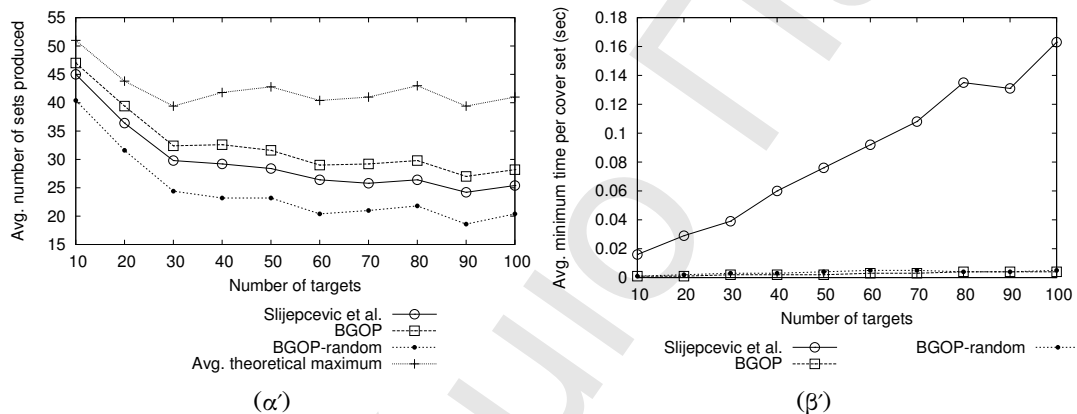 55
50
45
40
35
30
25
20
15
Avg. number of sets produced
10 20 30 40 50 60 70 80 90 100
Number of targets
Slijepcevic et al.
BGOP
BGOP-random
Avg. theoretical maximum
(α′)
0.18
0.16
0.14
0.12
0.1
0.08
0.06
0.04
0.02
0
Avg. minimum time per cover set (sec)
10 20 30 40 50 60 70 80 90 100
Number of targets
Slijepcevic et al.
BGOP
BGOP-random
(β′)